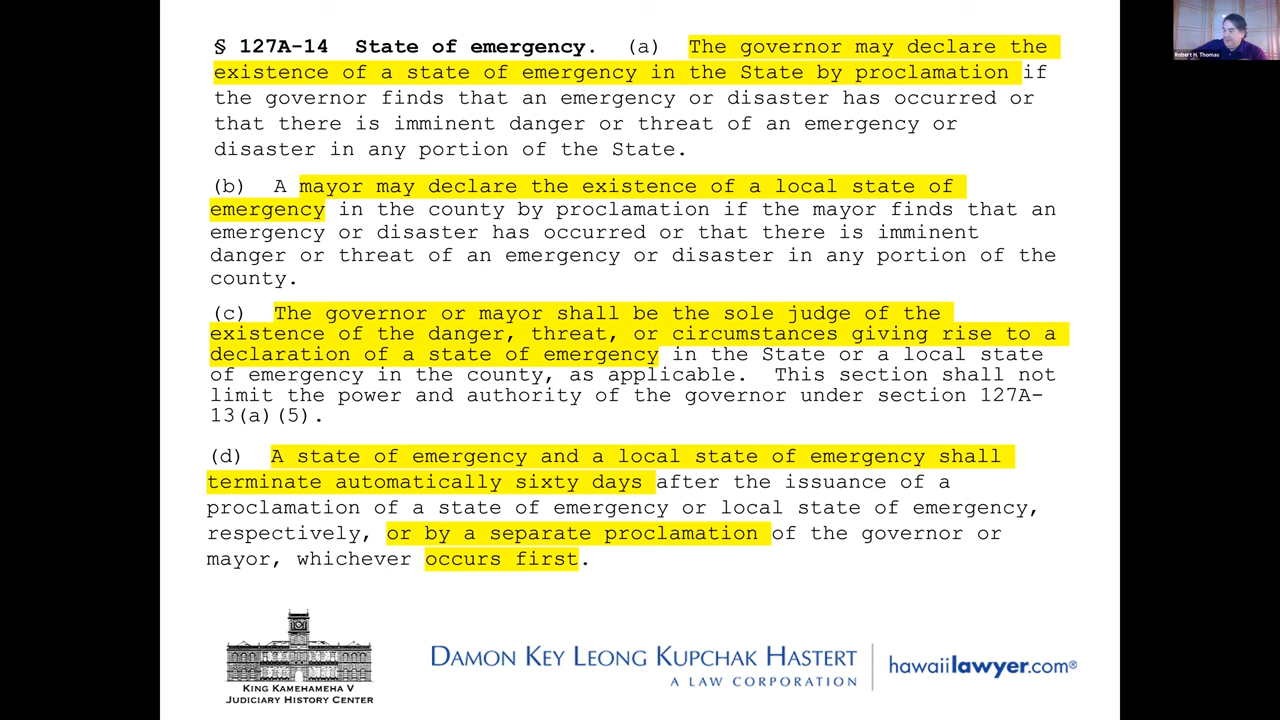 § 127A-14 State of emergency. (a) The governor may declare the
existence of a state of emergency in the State by proclamation if
the governor finds that an emergency or disaster has occurred or
that there is imminent danger or threat of an emergency or
disaster in any portion of the State.
(b) A mayor may declare the existence of a local state of
emergency in the county by proclamation if the mayor finds that an
emergency or disaster has occurred or that there is imminent
danger or threat of an emergency or disaster in any portion of the
county.
(c) The governor or mayor shall be the sole judge of the
existence of the danger, threat, or circumstances giving rise to a
declaration of a state of emergency in the State or a local state
of emergency in the county, as applicable. This section shall not
limit the power and authority of the governor under section 127A-
13(a)(5).
(d) A state of emergency and a local state of emergency shall
terminate automatically sixty days after the issuance of a
proclamation of a state of emergency or local state of emergency,
respectively, or by a separate proclamation of the governor or
mayor, whichever occurs first.
KING KAMEHAMEHA V
JUDICIARY HISTORY CENTER
DAMON KEY LEONG KUPCHAK HASTERT
A LAW CORPORATION
hawaiilawyer.com®
Robert H. Thomas